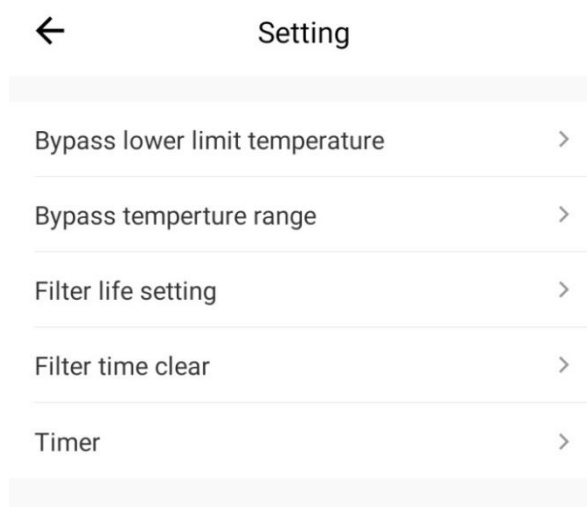 Setting
Bypass lower limit temperature
Bypass temperture range
Filter life setting
Filter time clear
Timer